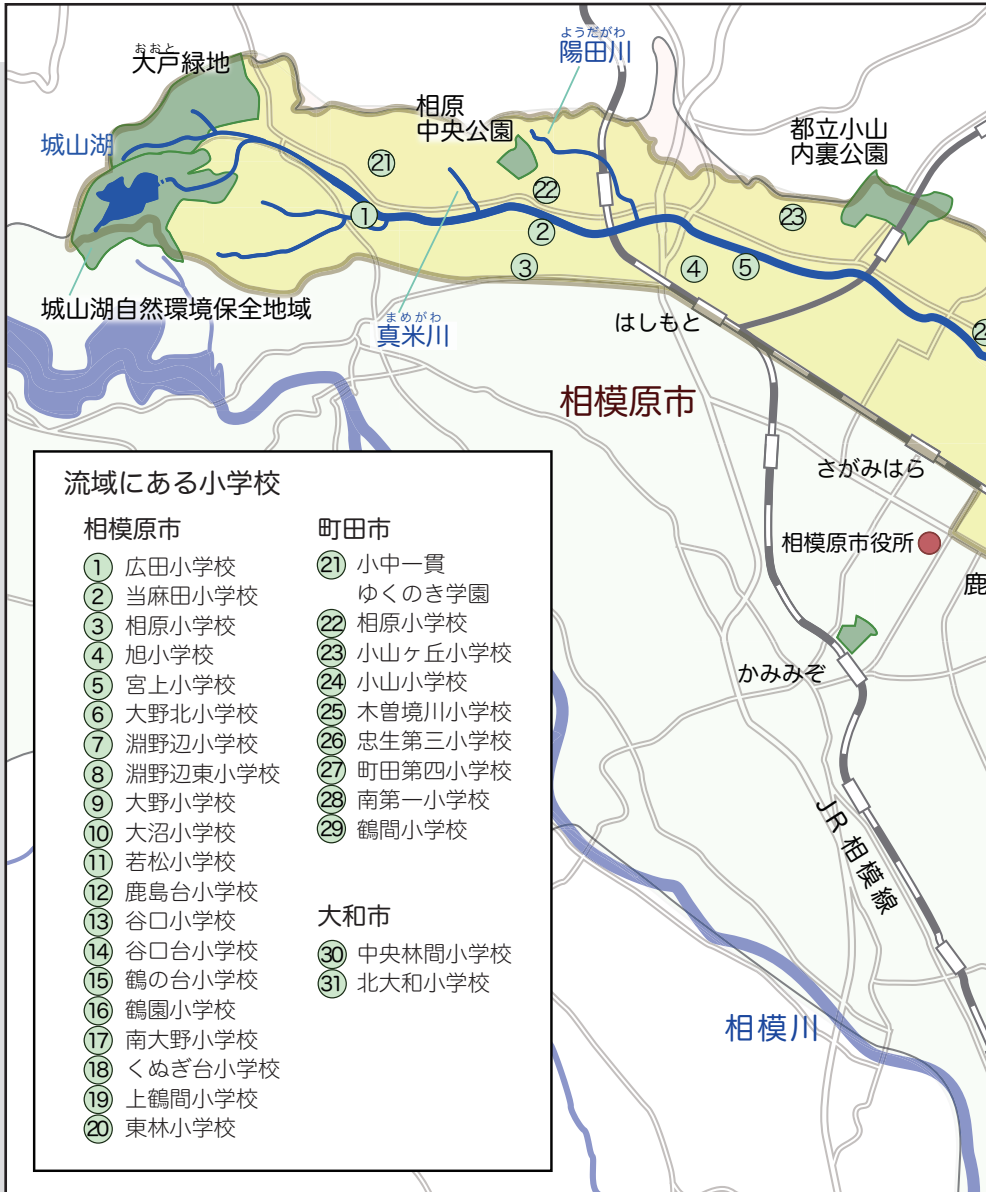 おおと
大戸緑地
ようだがわ
陽田川
城山湖
相原
中央公園
都立小山
内裏公園
21
22
23
1
2
3
4
5
城山湖自然環境保全地域
まめがわ
真米川
はしもと
相模原市
さがみはら
相模原市役所
鹿
かみみぞ
JR相模線
相模川
流域にある小学校
相模原市
1 広田小学校
2 当麻田小学校
3 相原小学校
4 旭小学校
5 宮上小学校
6 大野北小学校
7 淵野辺小学校
8 淵野辺東小学校
9 大野小学校
10 大沼小学校
11 若松小学校
12 鹿島台小学校
13 谷口小学校
14 谷口台小学校
15 鶴の台小学校
16 鶴園小学校
17 南大野小学校
18 くぬぎ台小学校
19 上鶴間小学校
20 東林小学校
町田市
21 小中一貫
ゆくのき学園
22 相原小学校
23 小山ヶ丘小学校
24 小山小学校
25 木曽境川小学校
26 忠生第三小学校
27 町田第四小学校
28 南第一小学校
29 鶴間小学校
大和市
30 中央林間小学校
31 北大和小学校